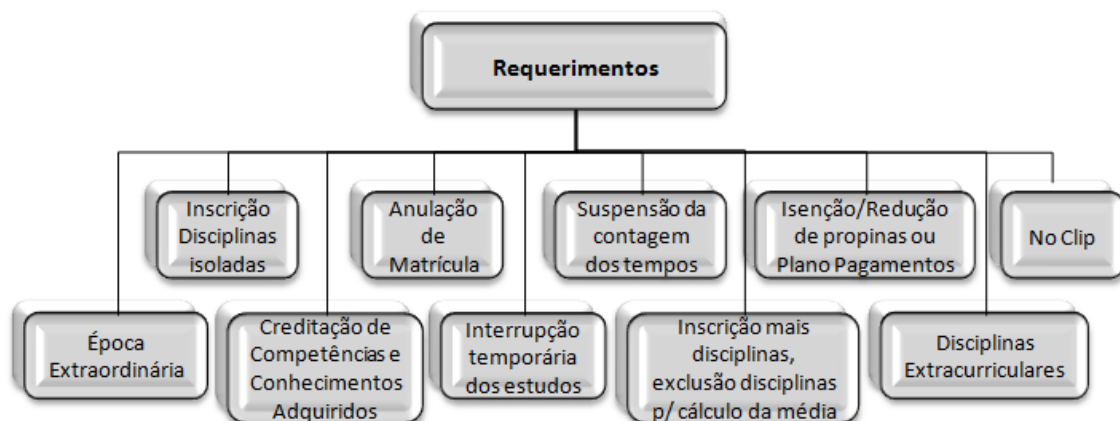 Requerimentos
Inscrição
Disciplinas
isoladas
Anulação
de
Matrícula
Suspensão da
contagem
dos tempos
Isenção/Redução
de propinas ou
Plano Pagamentos
No Clip
Época
Extraordinária
Creditação de
Competências e
Conhecimentos
Adquiridos
Interrupção
temporária
dos estudos
Inscrição mais
disciplinas,
exclusão disciplinas
p/ cálculo da média
Disciplinas
Extracurriculares